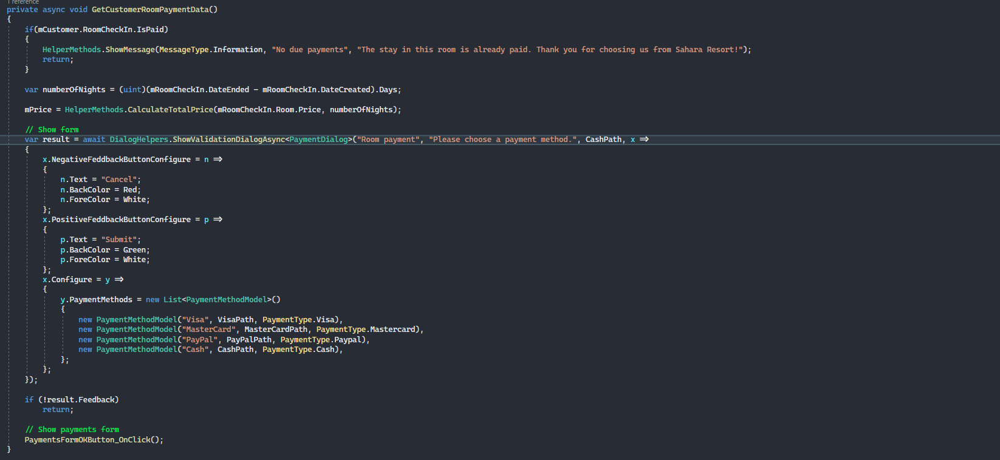 1 reference
private async void GetCustomerRoomPaymentData()
{
if(mCustomer.RoomCheckIn.IsPaid)
{
HelperMethods.ShowMessage(MessageType.Information, "No due payments", "The stay in this room is already paid. Thank you for choosing us from Sahara Resort!");
return;
}
var numberOfNights = (uint)(mRoomCheckIn.DateEnded - mRoomCheckIn.DateCreated).Days;
mPrice = HelperMethods.CalculateTotalPrice(mRoomCheckIn.Room.Price, numberOfNights);
// Show form
var result = await DialogHelpers.ShowValidationDialogAsync<PaymentDialog>("Room payment", "Please choose a payment method.", CashPath, x =>
{
x.NegativeFeddbackButtonConfigure = n =>
{
n.Text = "Cancel";
n.BackColor = Red;
n.ForeColor = White;
};
x.PositiveFeddbackButtonConfigure = p =>
{
p.Text = "Submit";
p.BackColor = Green;
p.ForeColor = White;
};
x.Configure = y =>
{
y.PaymentMethods = new List<PaymentMethodModel>()
{
new PaymentMethodModel("Visa", VisaPath, PaymentType.Visa),
new PaymentMethodModel("MasterCard", MasterCardPath, PaymentType.Mastercard),
new PaymentMethodModel("PayPal", PayPalPath, PaymentType.Paypal),
new PaymentMethodModel("Cash", CashPath, PaymentType.Cash),
};
};
});
if (!result.Feedback)
return;
// Show payments form
PaymentsFormOKButton_OnClick();
}